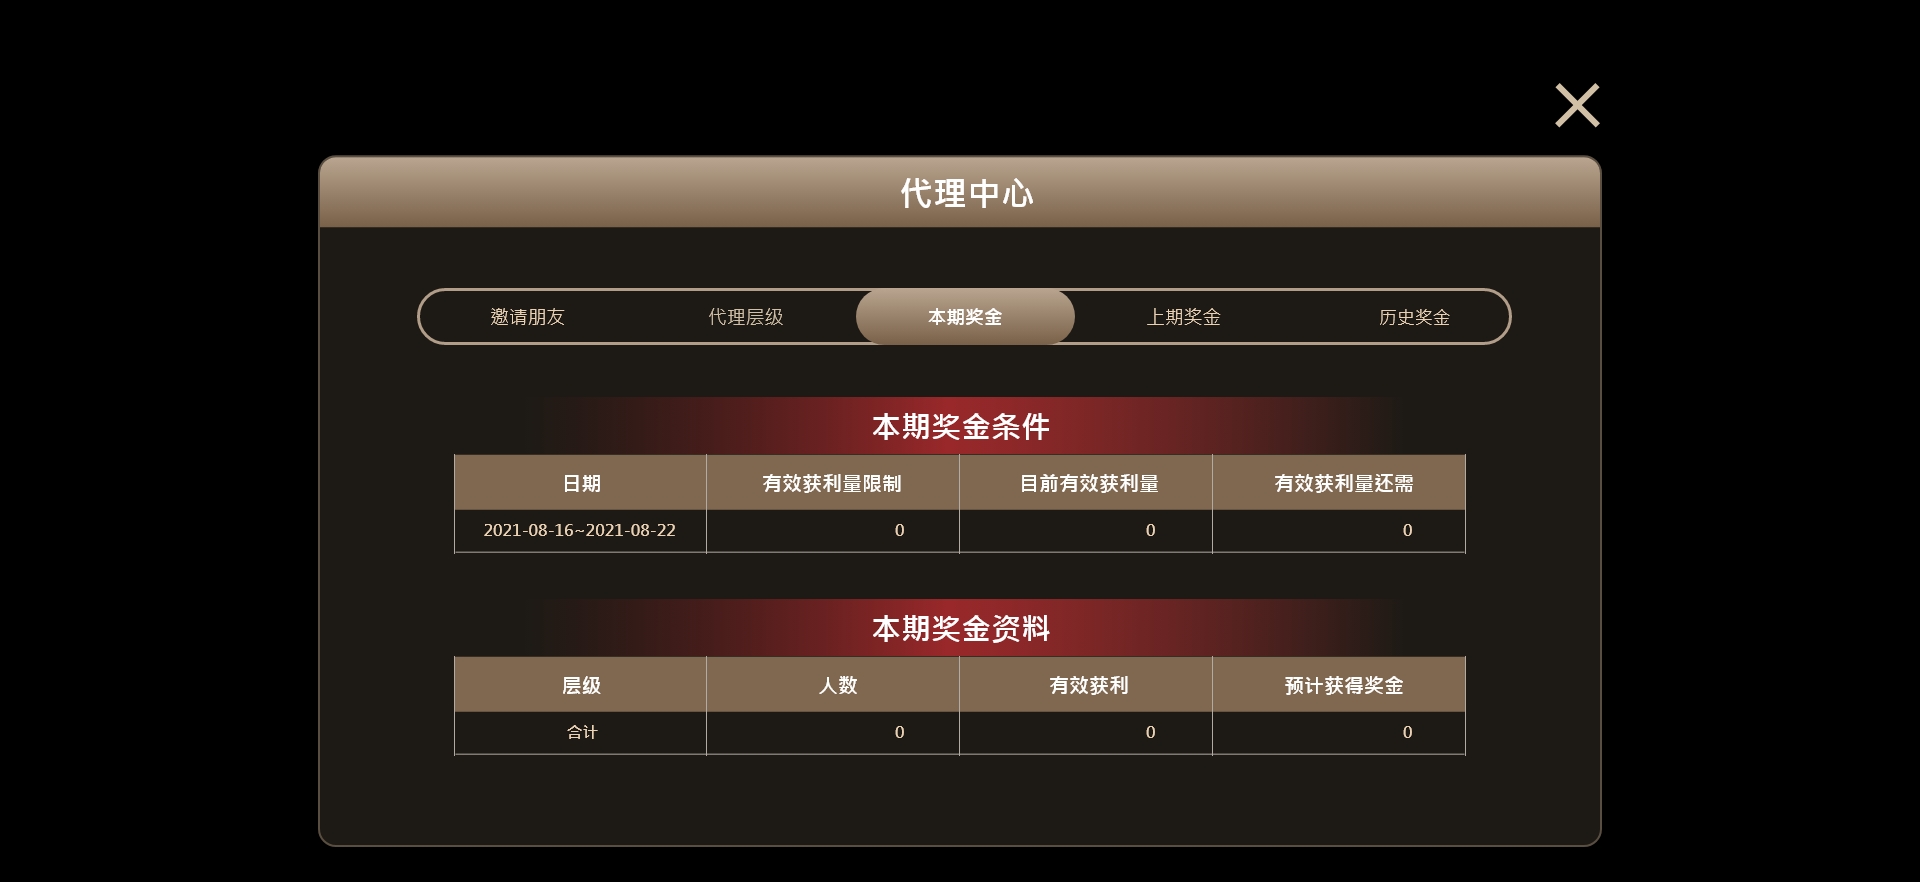 代理中心
邀请朋友 代理层级 本期奖金 上期奖金 历史奖金
本期奖金条件
日期 有效获利量限制 目前有效获利量 有效获利量还需
2021-08-16~2021-08-22 0 0 0
本期奖金资料
层级 人数 有效获利 预计获得奖金
合计 0 0 0